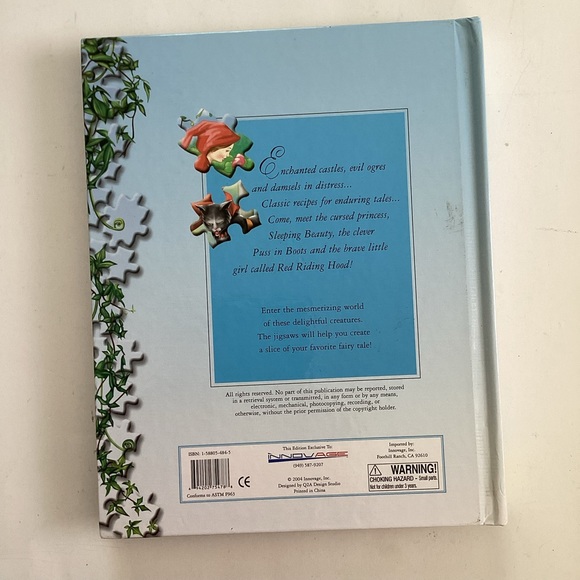 Enchanted castles, evil ogres
and damsels in distress...
Classic recipes for enduring tales...
Come, meet the cursed princess,
Sleeping Beauty, the clever
Puss in Boots and the brave little
girl called Red Riding Hood!
Enter the mesmerizing world
of these delightful creatures.
The jigsaws will help you create
a slice of your favorite fairy tale!
All rights reserved. No part of this publication may be reported, stored
in a retrieval system or transmitted, in any form or by any means,
electronic, mechanical, photocopying, recording, or
otherwise, without the prior permission of the copyright holder.
ISBN: 1-58805-484-5
Conforms to ASTM F963
CE
This Edition Exclusive To:
INNOVAGE
(949) 587-9207
© 2004 Innovage, Inc.
Designed by Q2A Design Studio
Printed in China
Imported by:
Innovage, Inc.
Foothill Ranch, CA 92610
WARNING!
CHOKING HAZARD - Small parts.
Not for children under 3 years.